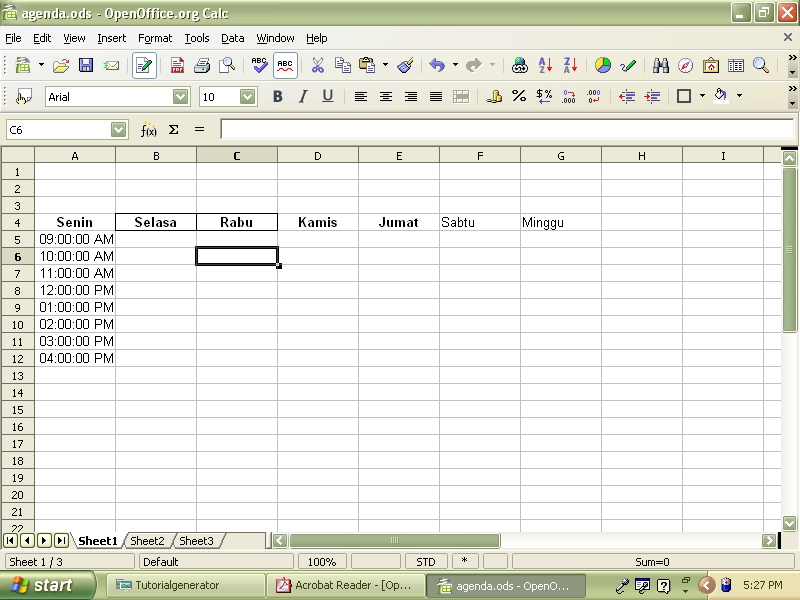 agenda.ods - OpenOffice.org Calc
File Edit View Insert Format Tools Data Window Help
ABC ABC
Arial 10 B I U % $% .000 .000
C6 f(x) Σ =
A B C D E F G H I
1
2
3
4 Senin Selasa Rabu Kamis Jumat Sabtu Minggu
5 09:00:00 AM
6 10:00:00 AM
7 11:00:00 AM
8 12:00:00 PM
9 01:00:00 PM
10 02:00:00 PM
11 03:00:00 PM
12 04:00:00 PM
13
14
15
16
17
18
19
20
21
22
Sheet1 Sheet2 Sheet3
Sheet 1 / 3 Default 100% STD * Sum=0
start Tutorialgenerator Acrobat Reader - [Op... agenda.ods - OpenO... 5:27 PM